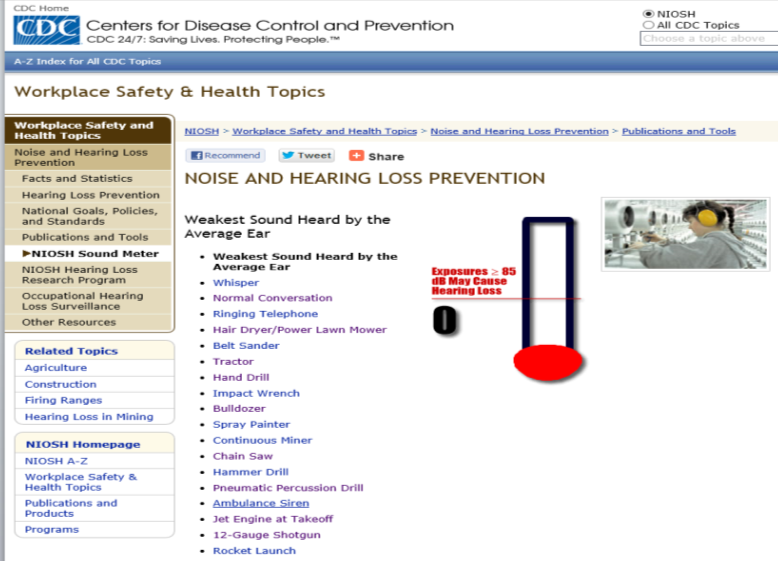 CDC Home
CDC
Centers for Disease Control and Prevention
CDC 24/7: Saving Lives. Protecting People.™
NIOSH
All CDC Topics
Choose a topic above
A-Z Index for All CDC Topics
Workplace Safety & Health Topics
Workplace Safety and
Health Topics
Noise and Hearing Loss
Prevention
Facts and Statistics
Hearing Loss Prevention
National Goals, Policies,
and Standards
Publications and Tools
►NIOSH Sound Meter
NIOSH Hearing Loss
Research Program
Occupational Hearing
Loss Surveillance
Other Resources
Related Topics
Agriculture
Construction
Firing Ranges
Hearing Loss in Mining
NIOSH Homepage
NIOSH A-Z
Workplace Safety &
Health Topics
Publications and
Products
Programs
NIOSH > Workplace Safety and Health Topics > Noise and Hearing Loss Prevention > Publications and Tools
Recommend
Tweet
Share
NOISE AND HEARING LOSS PREVENTION
Weakest Sound Heard by the
Average Ear
• Weakest Sound Heard by the
Average Ear
• Whisper
• Normal Conversation
• Ringing Telephone
• Hair Dryer/Power Lawn Mower
• Belt Sander
• Tractor
• Hand Drill
• Impact Wrench
• Bulldozer
• Spray Painter
• Continuous Miner
• Chain Saw
• Hammer Drill
• Pneumatic Percussion Drill
• Ambulance Siren
• Jet Engine at Takeoff
• 12-Gauge Shotgun
• Rocket Launch
Exposures ≥ 85
dB May Cause
Hearing Loss
0